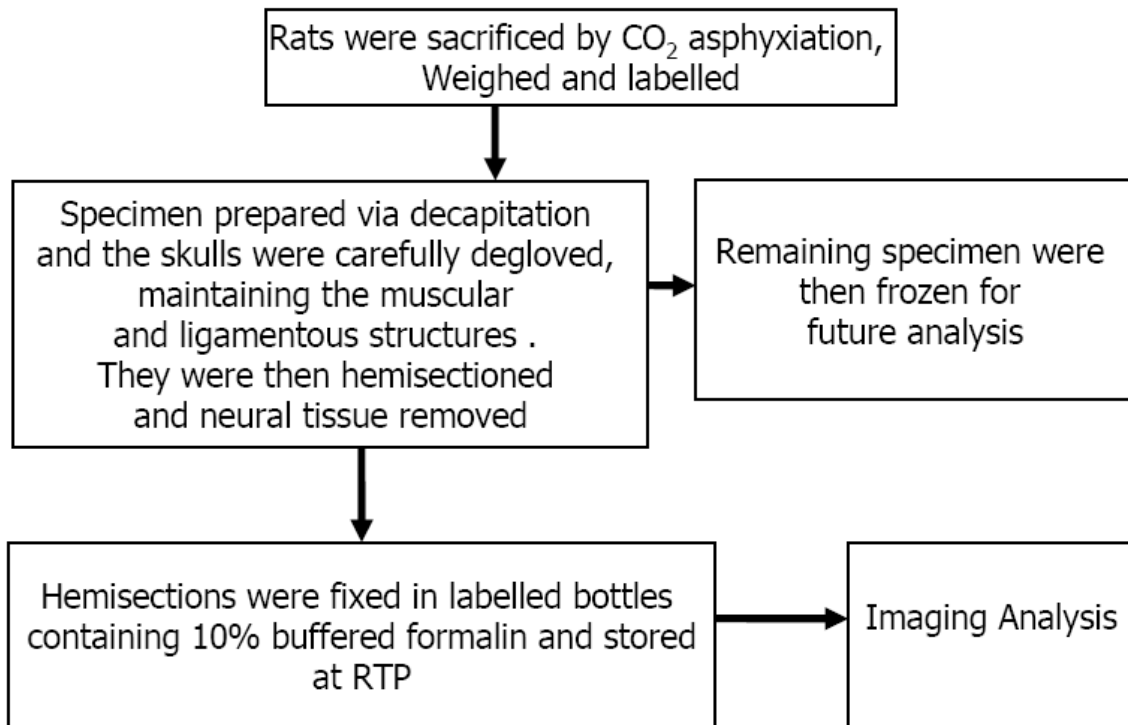 Rats were sacrificed by CO₂ asphyxiation,
Weighed and labelled
Specimen prepared via decapitation
and the skulls were carefully degloved,
maintaining the muscular
and ligamentous structures .
They were then hemisectioned
and neural tissue removed
Remaining specimen were
then frozen for
future analysis
Hemisections were fixed in labelled bottles
containing 10% buffered formalin and stored
at RTP
Imaging Analysis